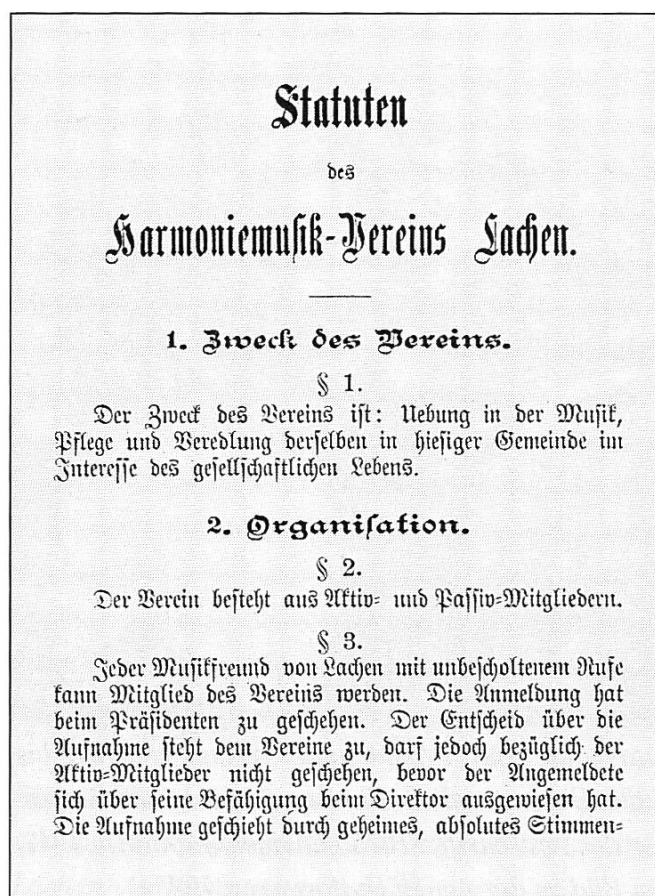 Statuten
des
Harmoniemusik-Vereins Lachen.
1. Zweck des Vereins.
§ 1.
Der Zweck des Vereins ist: Uebung in der Musik,
Pflege und Veredlung derselben in hiesiger Gemeinde im
Interesse des gesellschaftlichen Lebens.
2. Organisation.
§ 2.
Der Verein besteht aus Aktiv- und Passiv-Mitgliedern.
§ 3.
Jeder Musikfreund von Lachen mit unbescholtenem Rufe
kann Mitglied des Vereins werden. Die Anmeldung hat
beim Präsidenten zu geschehen. Der Entscheid über die
Aufnahme steht dem Vereine zu, darf jedoch bezüglich der
Aktiv-Mitglieder nicht geschehen, bevor der Angemeldete
sich über seine Befähigung beim Direktor ausgewiesen hat.
Die Aufnahme geschieht durch geheimes, absolutes Stimmen-